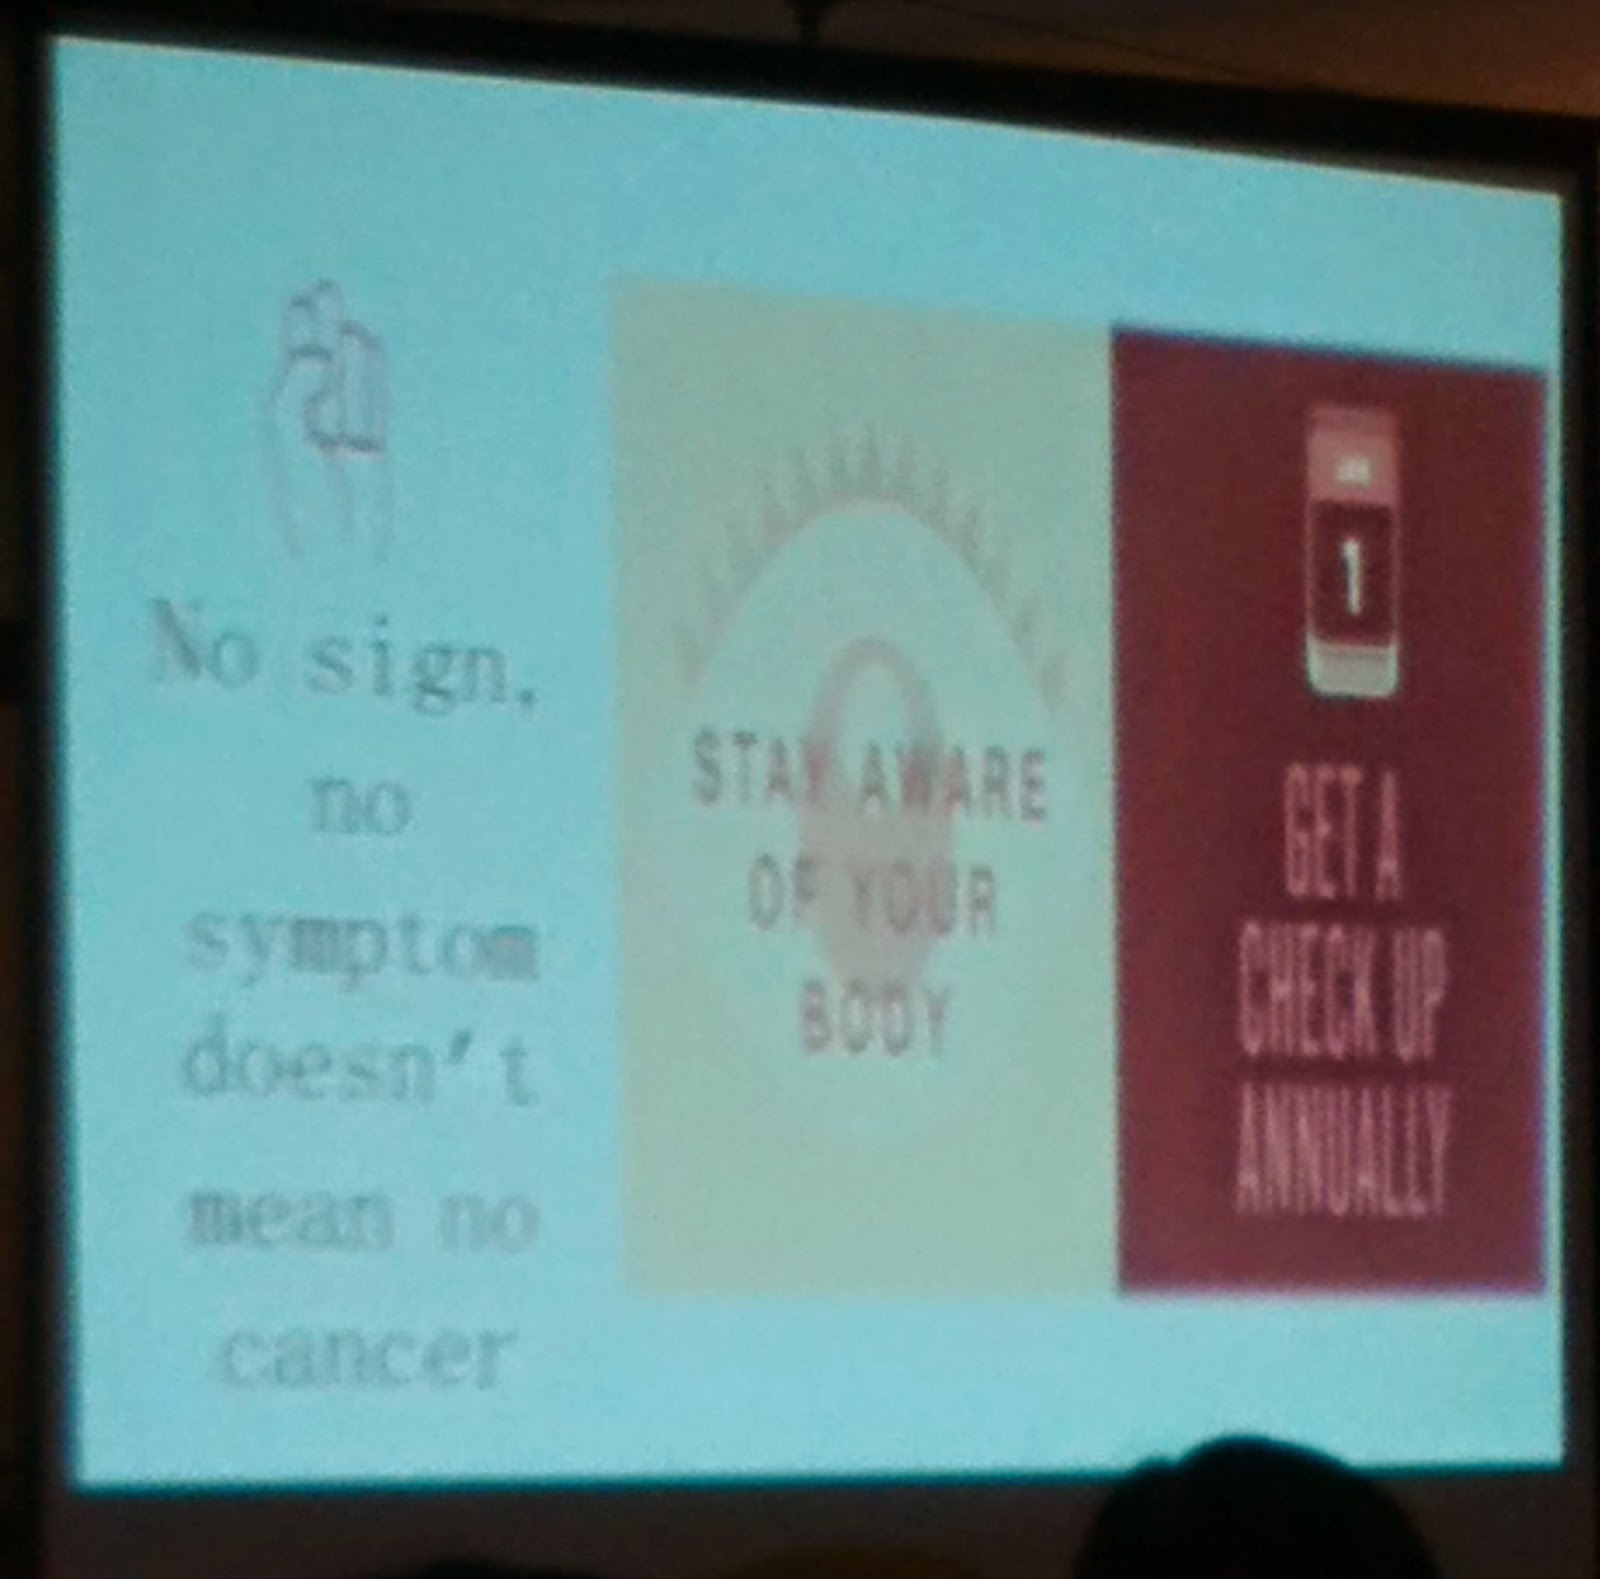 No sign,
no
symptom
doesn't
mean no
cancer
STAY AWARE
OF YOUR
BODY
1
GET A
CHECK UP
ANNUALLY